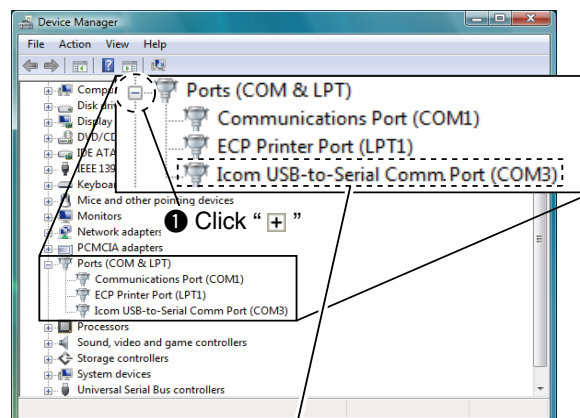 Device Manager
File Action View Help
Ports (COM & LPT)
Communications Port (COM1)
ECP Printer Port (LPT1)
Icom USB-to-Serial Comm. Port (COM3)
❶ Click “ + ”
Disk
Display
DVD/CD
IDE ATA
IEEE 139
Mice and other pointing devices
Monitors
Network adapters
PCMCIA adapters
Ports (COM & LPT)
Communications Port (COM1)
ECP Printer Port (LPT1)
Icom USB-to-Serial Comm Port (COM3)
Processors
Sound, video and game controllers
Storage controllers
System devices
Universal Serial Bus controllers